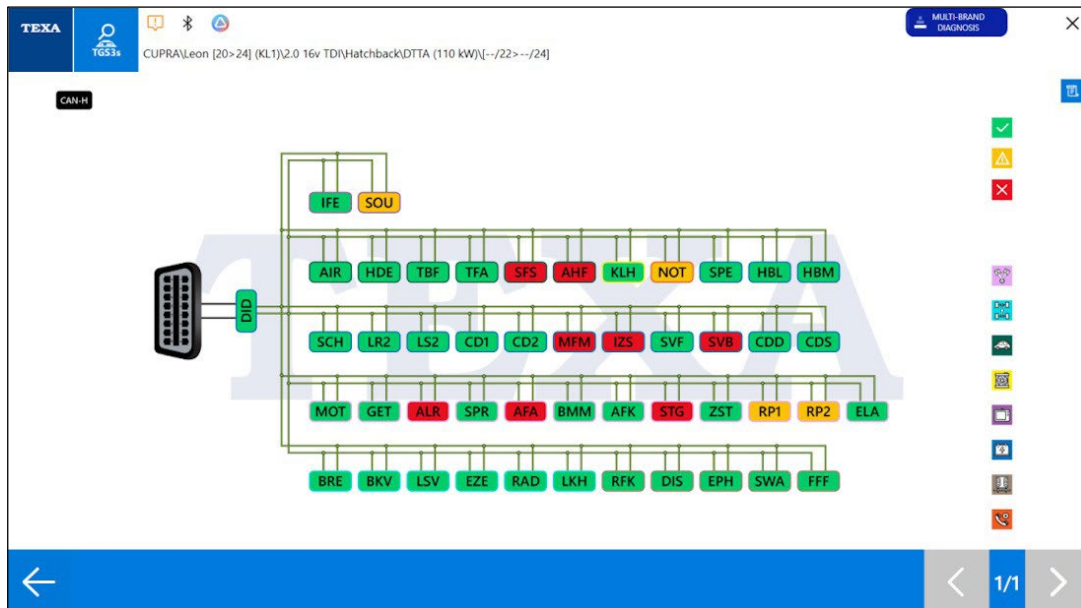 TEXA
TGS3s
MULTI-BRAND
DIAGNOSIS
CUPRA\Leon [20>24] (KL1)\2.0 16v TDI\Hatchback\DTTA (110 kW)\[--/22>--/24]
CAN-H
IFE SOU
AIR HDE TBF TFA SFS AHF KLH NOT SPE HBL HBM
DID
SCH LR2 LS2 CD1 CD2 MFM IZS SVF SVB CDD CDS
MOT GET ALR SPR AFA BMM AFK STG ZST RP1 RP2 ELA
BRE BKV LSV EZE RAD LKH RFK DIS EPH SWA FFF
TEXA
1/1